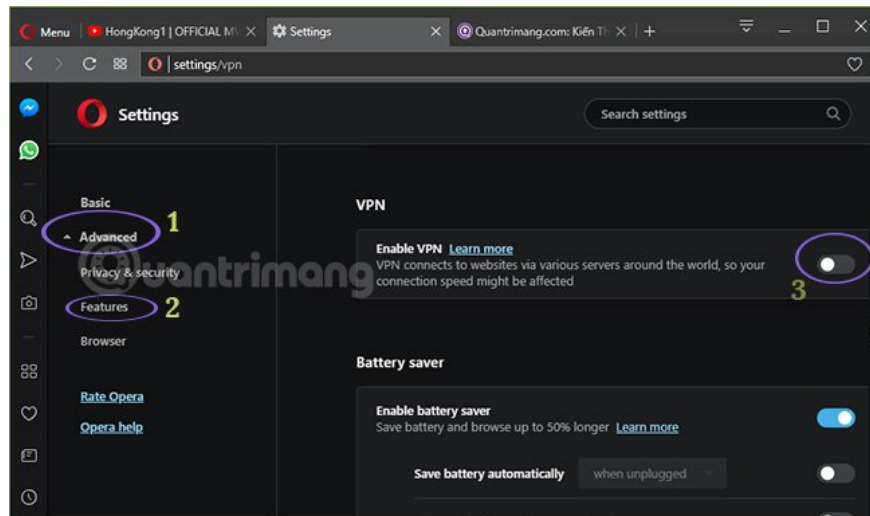 Menu
HongKong1 | OFFICIAL M
Settings
Quantrimang.com: Kiến Th
settings/vpn
Settings
Search settings
Basic
1
Advanced
Privacy & security
Features
2
Browser
Rate Opera
Opera help
VPN
Enable VPN Learn more
VPN connects to websites via various servers around the world, so your
connection speed might be affected
3
uantrimang
Battery saver
Enable battery saver
Save battery and browse up to 50% longer Learn more
Save battery automatically
when unplugged